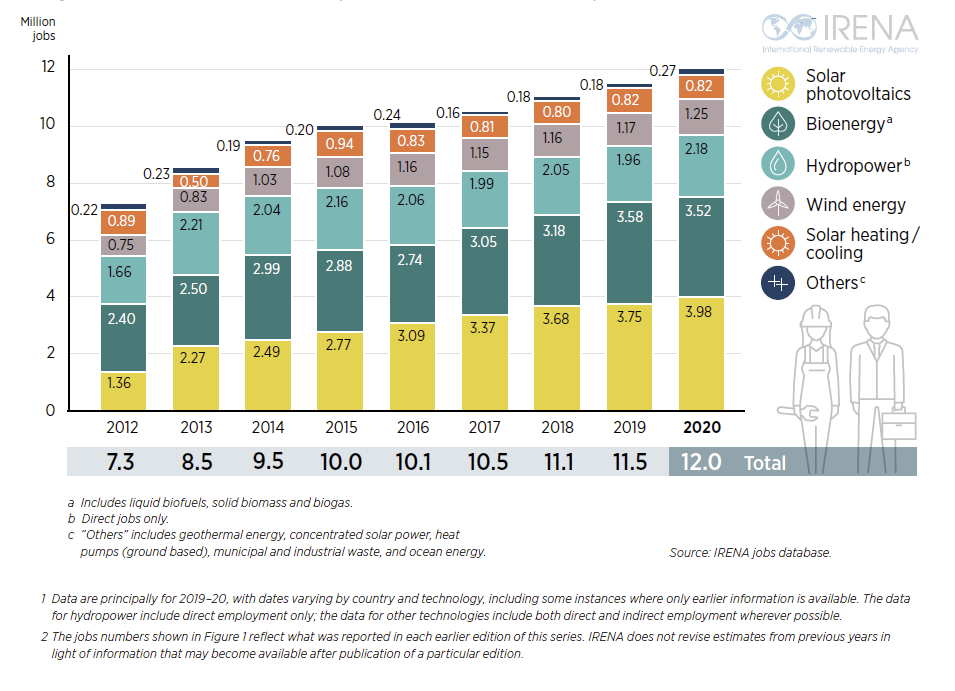 Million
jobs
IRENA
International Renewable Energy Agency
12
10
8
6
4
2
0
0.22
0.89
0.75
1.66
2.40
1.36
0.23
0.50
0.83
2.21
2.50
2.27
0.19
0.76
1.03
2.04
2.99
2.49
0.20
0.94
1.08
2.16
2.88
2.77
0.24
0.83
1.16
2.06
2.74
3.09
0.16
0.81
1.15
1.99
3.05
3.37
0.18
0.80
1.16
2.05
3.18
3.68
0.18
0.82
1.17
1.96
3.58
3.75
0.27
0.82
1.25
2.18
3.52
3.98
Solar
photovoltaics
Bioenergy a
Hydropower b
Wind energy
Solar heating /
cooling
Others c
2012 2013 2014 2015 2016 2017 2018 2019 2020
7.3 8.5 9.5 10.0 10.1 10.5 11.1 11.5 12.0 Total
a Includes liquid biofuels, solid biomass and biogas.
b Direct jobs only.
c "Others" includes geothermal energy, concentrated solar power, heat
pumps (ground based), municipal and industrial waste, and ocean energy.
Source: IRENA jobs database.
1 Data are principally for 2019–20, with dates varying by country and technology, including some instances where only earlier information is available. The data
for hydropower include direct employment only; the data for other technologies include both direct and indirect employment wherever possible.
2 The jobs numbers shown in Figure 1 reflect what was reported in each earlier edition of this series. IRENA does not revise estimates from previous years in
light of information that may become available after publication of a particular edition.